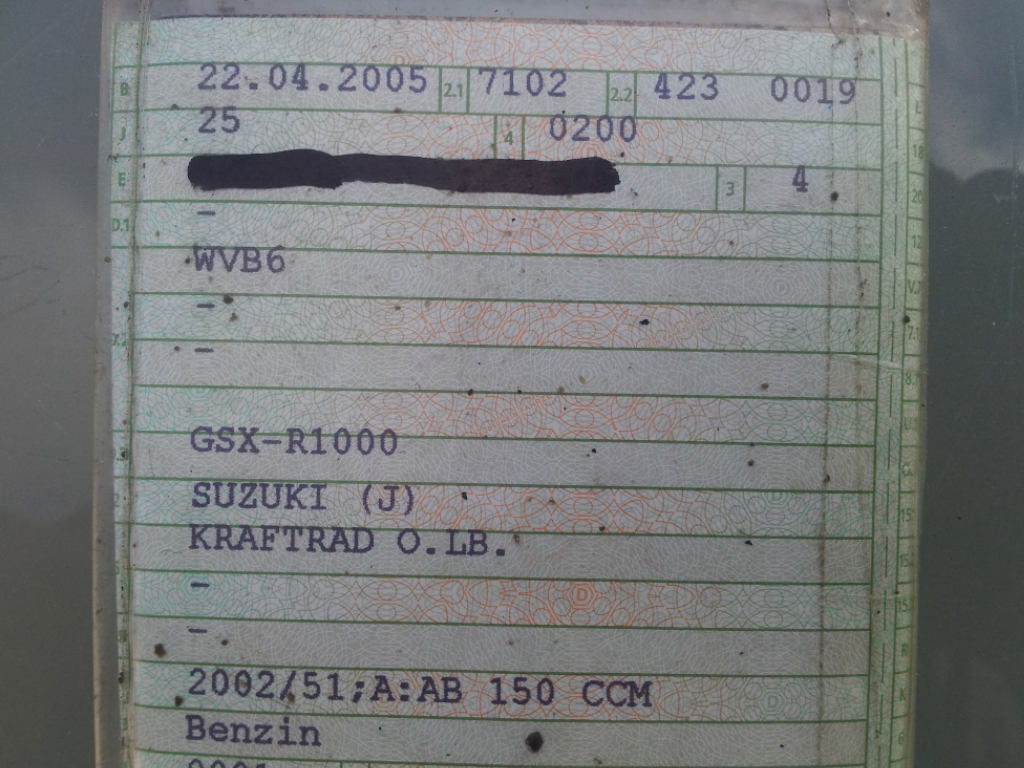 B 22.04.2005 2.1 7102 2.2 423 0019
J 25 4 0200
E 3 4
D.1 –
WVB6
–
–
GSX-R1000
SUZUKI (J)
KRAFTRAD O.LB.
–
–
2002/51;A:AB 150 CCM
Benzin